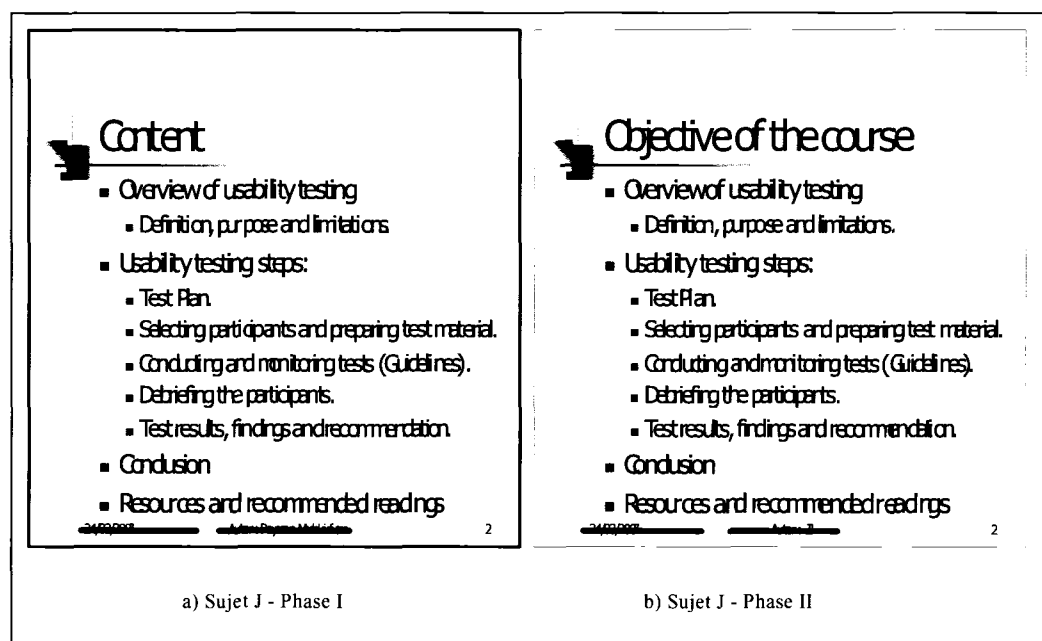 Content
Overview of usability testing
Definition, purpose and limitations.
Usability testing steps:
Test Plan.
Selecting participants and preparing test material.
Conducting and monitoring tests (Guidelines).
Debriefing the participants.
Test results, findings and recommendation.
Conclusion
Resources and recommended readings
2
a) Sujet J - Phase I
Objective of the course
Overview of usability testing
Definition, purpose and limitations.
Usability testing steps:
Test Plan.
Selecting participants and preparing test material.
Conducting and monitoring tests (Guidelines).
Debriefing the participants.
Test results, findings and recommendation.
Conclusion
Resources and recommended readings
2
b) Sujet J - Phase II